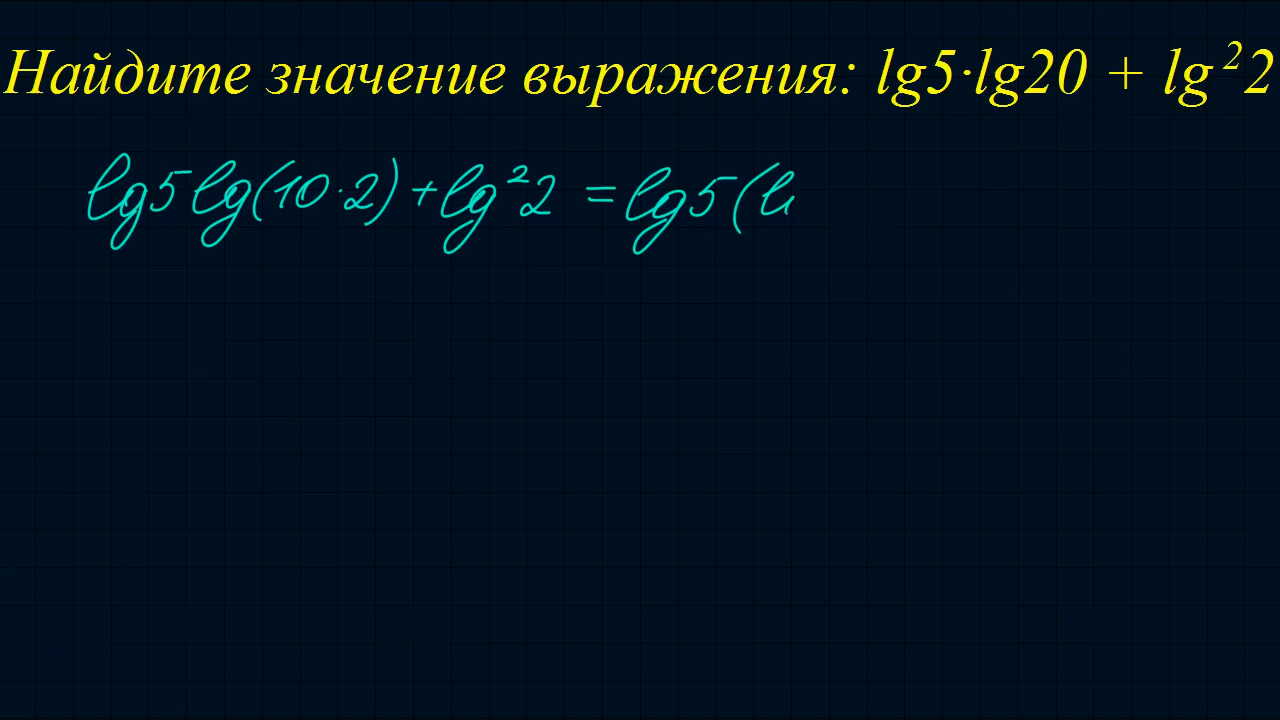 Найдите значение выражения: lg5·lg20 + lg²2
lg5 lg(10·2) + lg²2 = lg5 (l